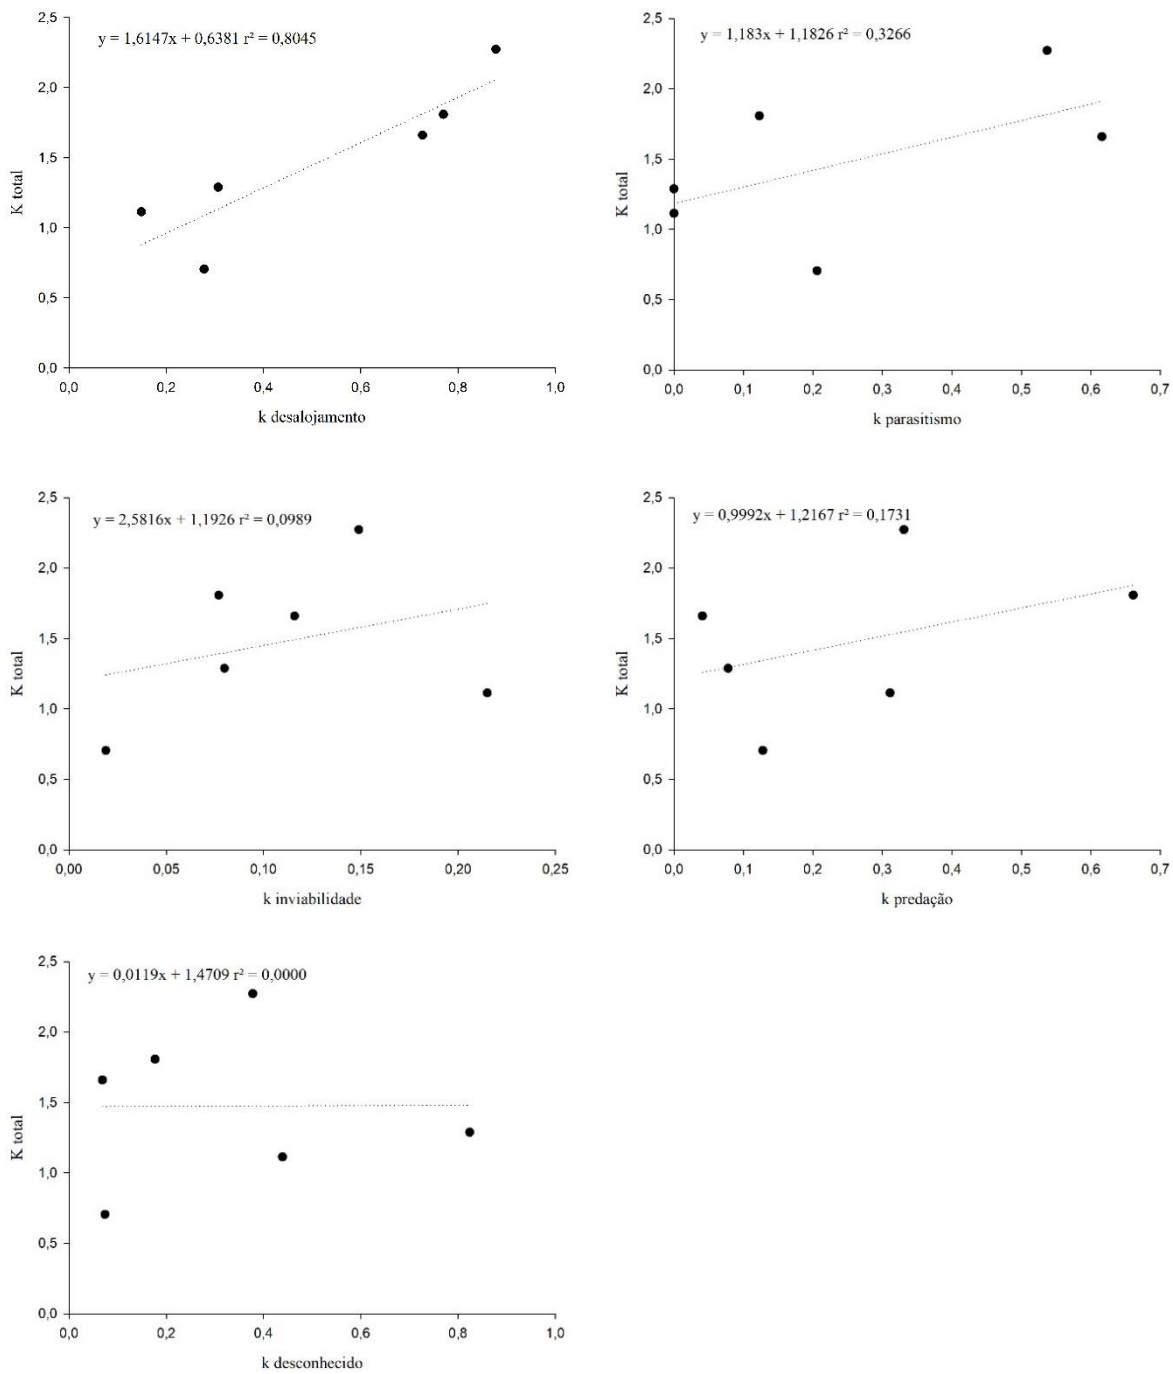 y = 1,6147x + 0,6381 r² = 0,8045
2,5
2,0
1,5
1,0
0,5
0,0
K total
0,0 0,2 0,4 0,6 0,8 1,0
k desalojamento
y = 1,183x + 1,1826 r² = 0,3266
2,5
2,0
1,5
1,0
0,5
0,0
K total
0,0 0,1 0,2 0,3 0,4 0,5 0,6 0,7
k parasitismo
y = 2,5816x + 1,1926 r² = 0,0989
2,5
2,0
1,5
1,0
0,5
0,0
K total
0,00 0,05 0,10 0,15 0,20 0,25
k inviabilidade
y = 0,9992x + 1,2167 r² = 0,1731
2,5
2,0
1,5
1,0
0,5
0,0
K total
0,0 0,1 0,2 0,3 0,4 0,5 0,6 0,7
k predação
y = 0,0119x + 1,4709 r² = 0,0000
2,5
2,0
1,5
1,0
0,5
0,0
K total
0,0 0,2 0,4 0,6 0,8 1,0
k desconhecido